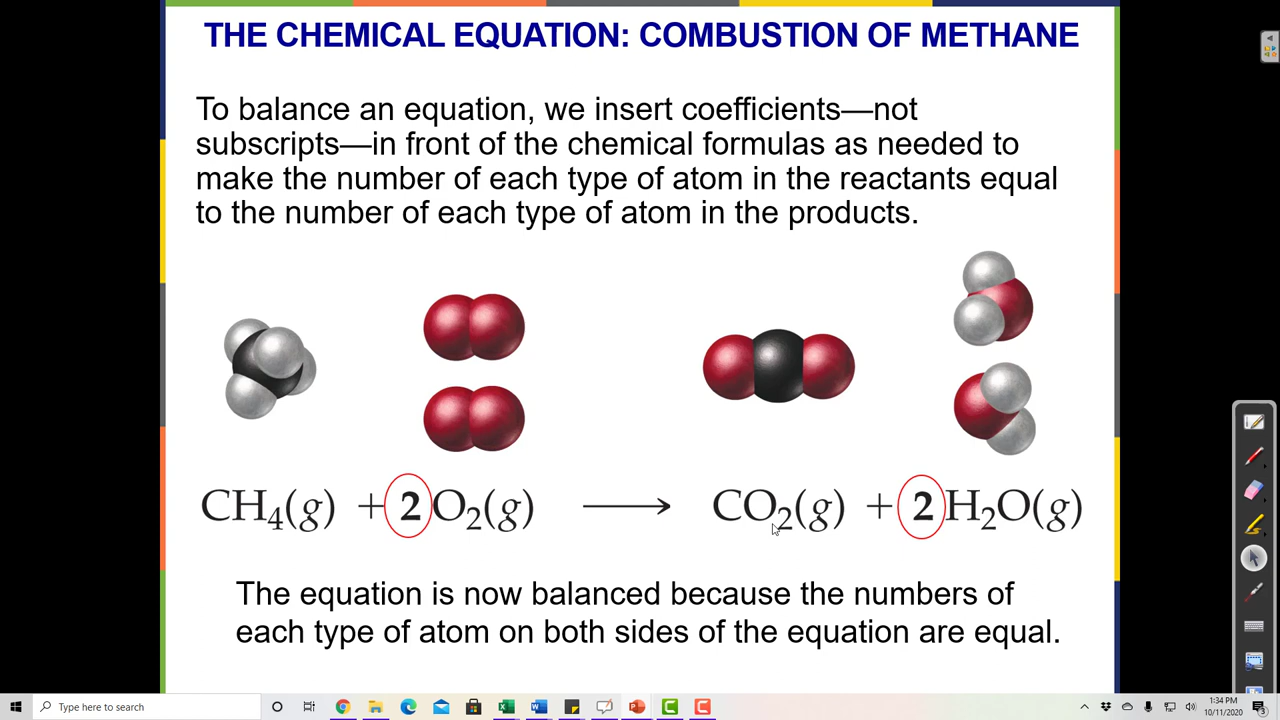 THE CHEMICAL EQUATION: COMBUSTION OF METHANE
To balance an equation, we insert coefficients—not
subscripts—in front of the chemical formulas as needed to
make the number of each type of atom in the reactants equal
to the number of each type of atom in the products.
CH₄(g) + 2 O₂(g) ⟶ CO₂(g) + 2 H₂O(g)
The equation is now balanced because the numbers of
each type of atom on both sides of the equation are equal.
Type here to search
1:34 PM
10/11/2020